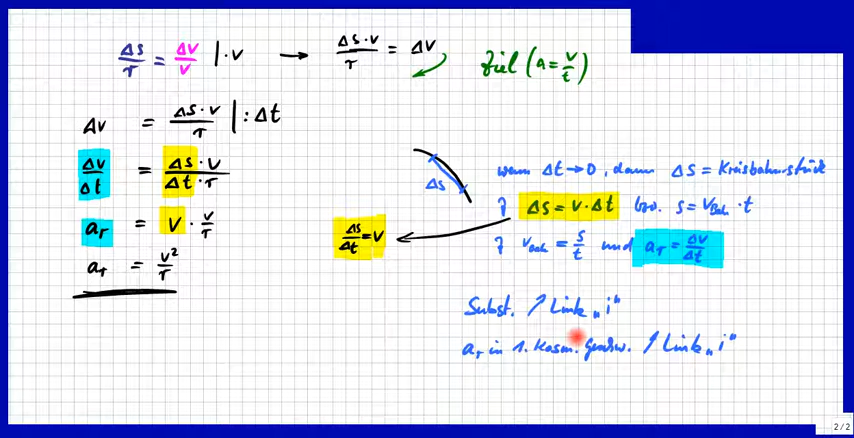 Δs/r = Δv/v | · v → Δs · v/r = Δv
Ziel (a = v/t)
Δv = Δs · v/r | : Δt
Δv/Δt = Δs · v/Δt · r
ar = v · v/r
ar = v²/r
Δs
Δs/Δt = v
wenn Δt → 0, dann Δs = Kreisbahnstück
Δs = v · Δt bzw. s = vBah · t
vBah = s/t und ar = Δv/Δt
Subst. ↗ Link „i"
ar in 1. kosm. Geschw. ↗ Link „i"
2/2